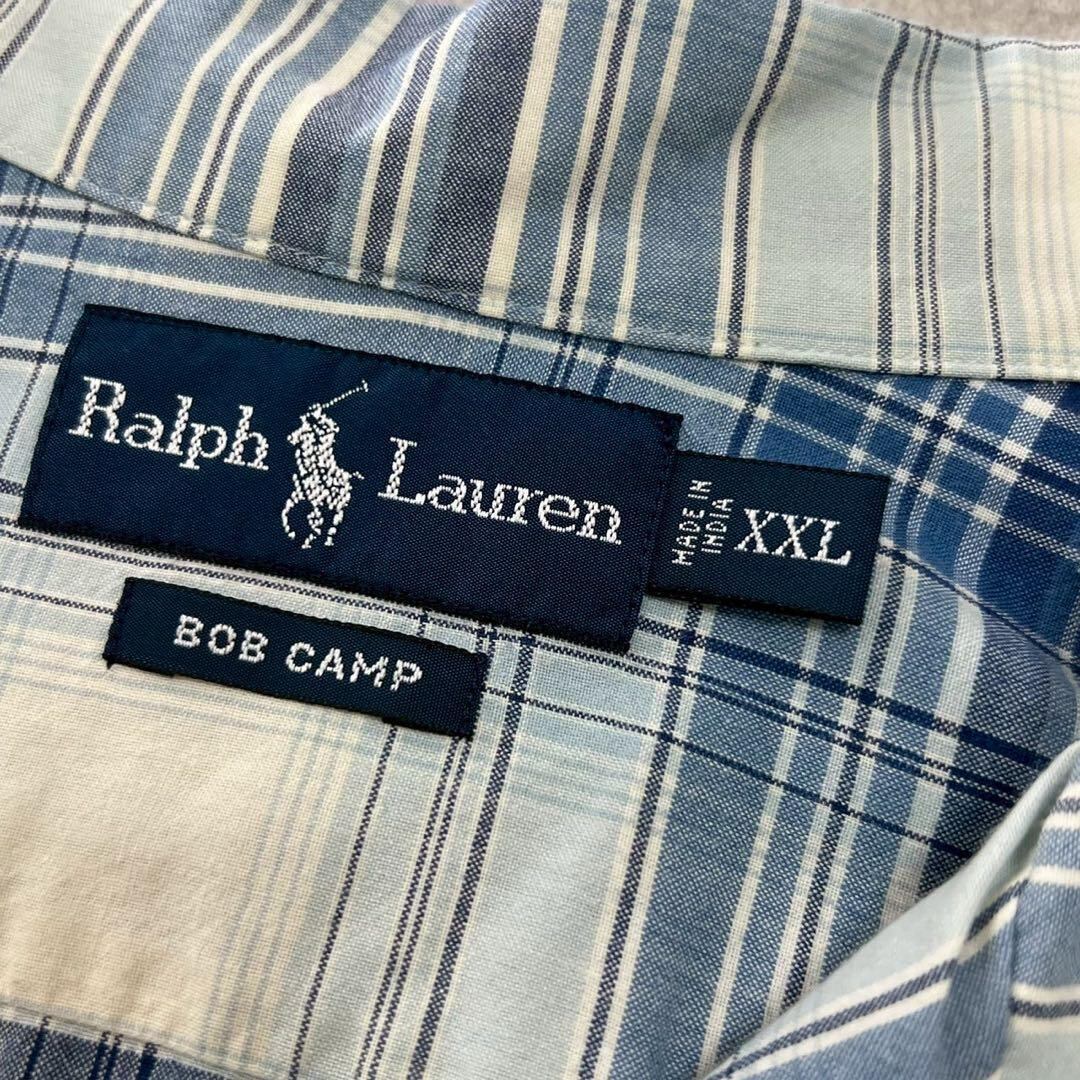 Ralph Lauren
MADE IN
INDIA
XXL
BOB CAMP